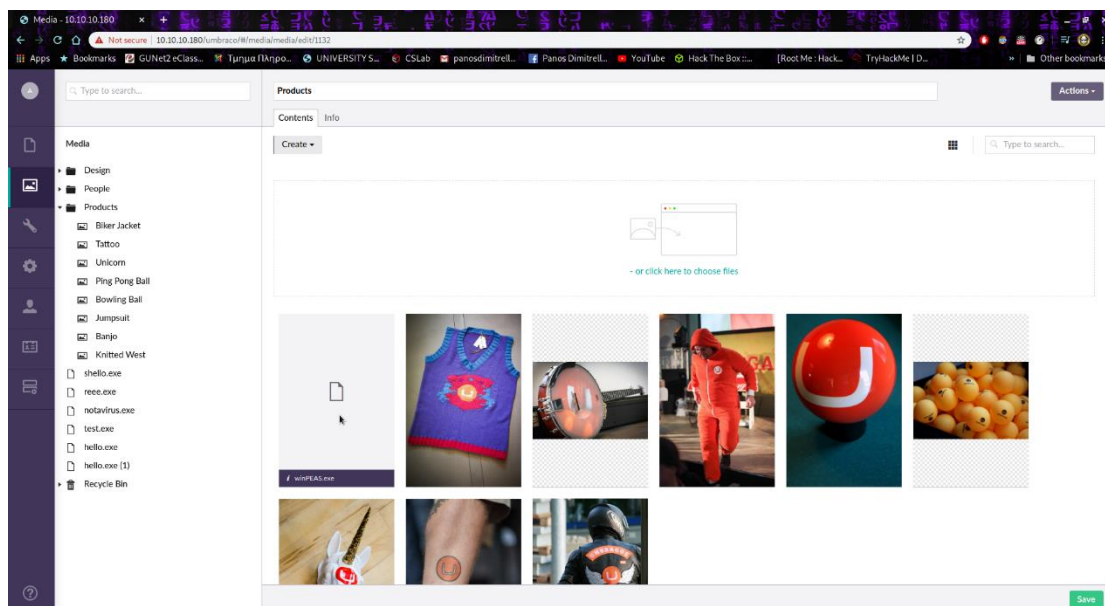 Media - 10.10.10.180
Not secure | 10.10.10.180/umbraco/#/media/media/edit/1132
Apps Bookmarks GUNet2 eClass... Τμημα Πληρο... UNIVERSITY S... CSLab panosdimitrell... Panos Dimitrell... YouTube Hack The Box ::... [Root Me : Hack... TryHackMe | D... » Other bookmarks
Type to search...
Products
Actions
Contents Info
Media
Create
Type to search...
Design
People
Products
Biker Jacket
Tattoo
Unicorn
Ping Pong Ball
Bowling Ball
Jumpsuit
Banjo
Knitted West
shello.exe
reee.exe
notavirus.exe
test.exe
hello.exe
hello.exe (1)
Recycle Bin
- or click here to choose files
winPEAS.exe
Save